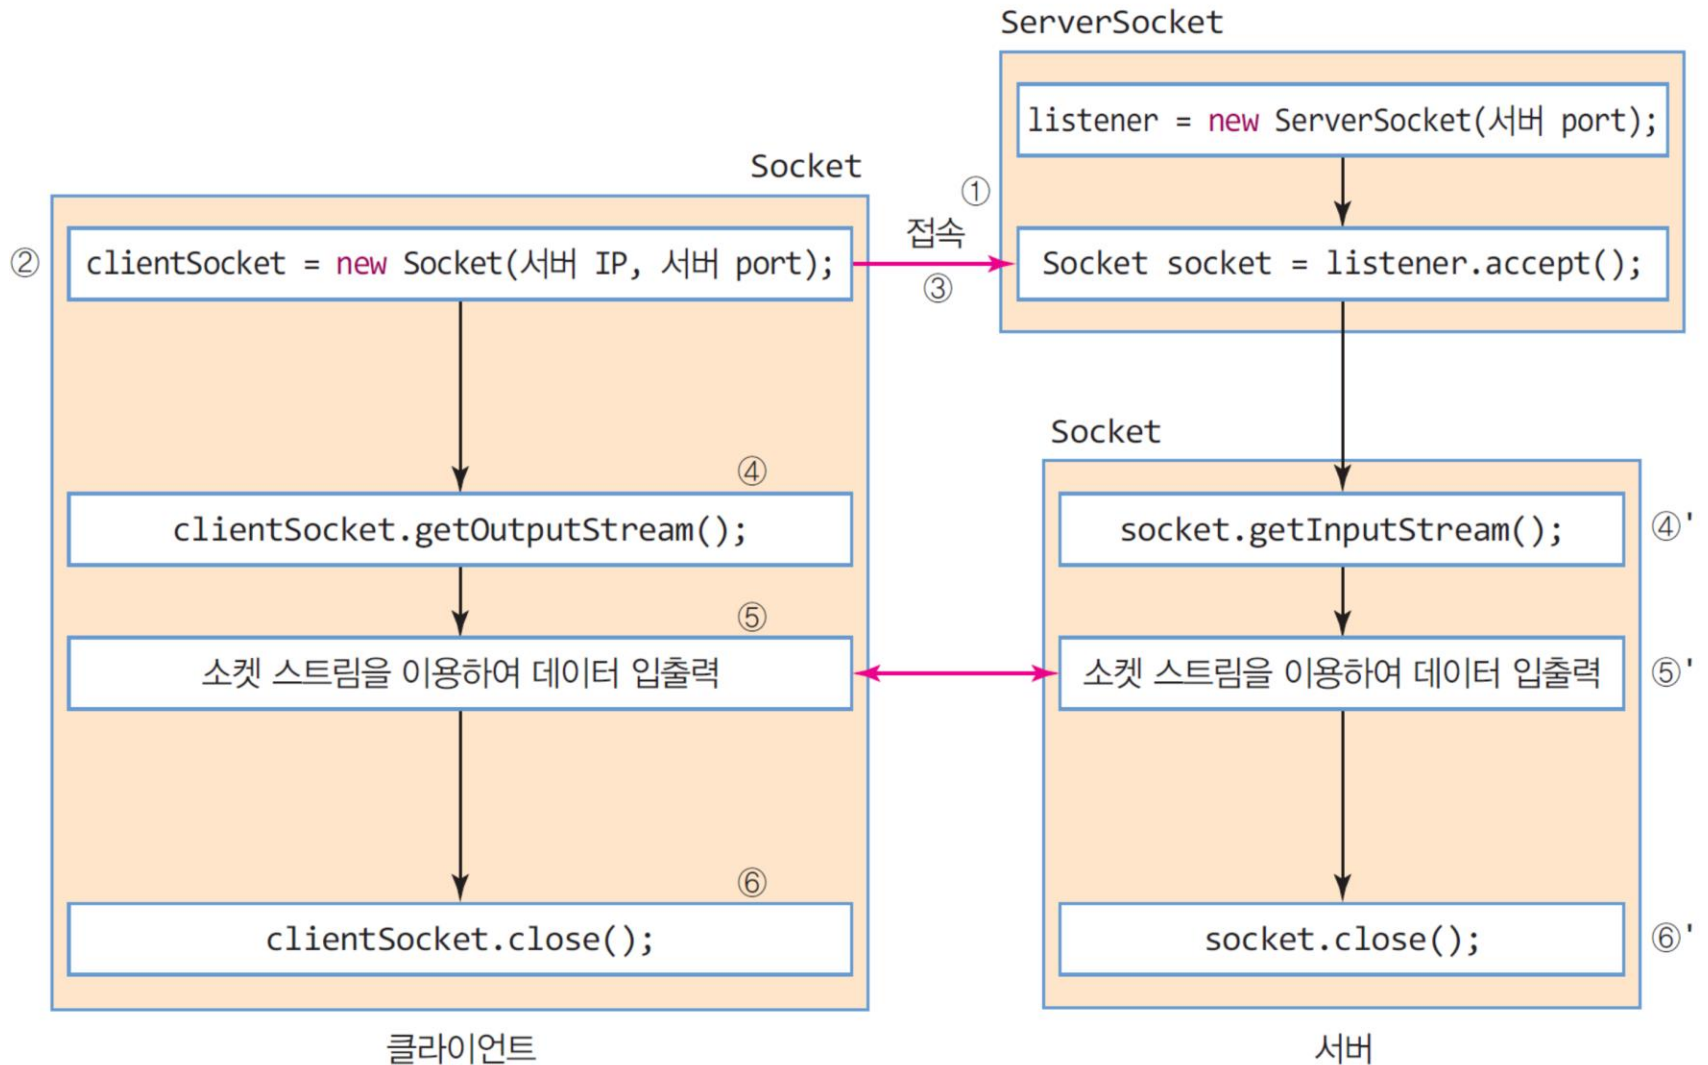 ServerSocket
listener = new ServerSocket(서버 port);
Socket
①
접속
② clientSocket = new Socket(서버 IP, 서버 port);
Socket socket = listener.accept();
③
Socket
④
clientSocket.getOutputStream();
socket.getInputStream(); ④'
⑤
소켓 스트림을 이용하여 데이터 입출력
소켓 스트림을 이용하여 데이터 입출력 ⑤'
⑥
clientSocket.close();
socket.close(); ⑥'
클라이언트
서버